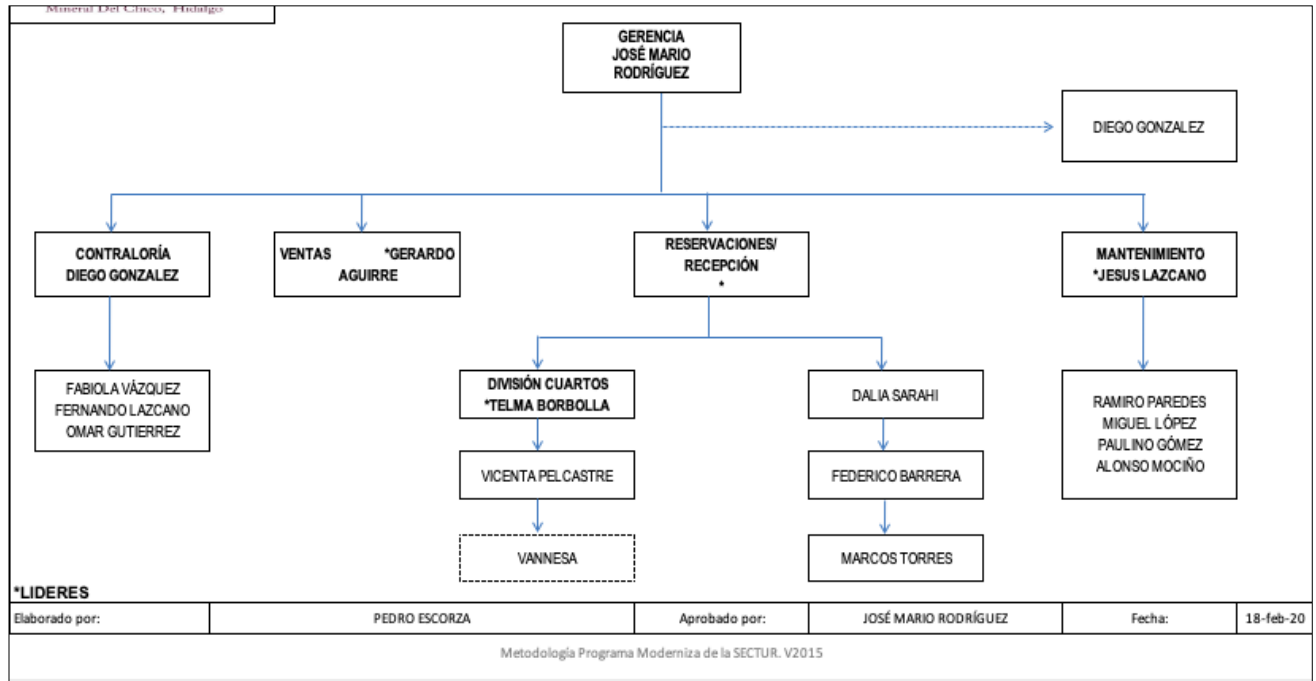 Mineral Del Chico, Hidalgo
GERENCIA
JOSÉ MARIO
RODRÍGUEZ
DIEGO GONZALEZ
CONTRALORÍA
DIEGO GONZALEZ
VENTAS *GERARDO
AGUIRRE
RESERVACIONES/
RECEPCIÓN
*
MANTENIMIENTO
*JESUS LAZCANO
FABIOLA VÁZQUEZ
FERNANDO LAZCANO
OMAR GUTIERREZ
DIVISIÓN CUARTOS
*TELMA BORBOLLA
DALIA SARAHI
RAMIRO PAREDES
MIGUEL LÓPEZ
PAULINO GÓMEZ
ALONSO MOCIÑO
VICENTA PELCASTRE
FEDERICO BARRERA
VANNESA
MARCOS TORRES
*LIDERES
Elaborado por: PEDRO ESCORZA Aprobado por: JOSÉ MARIO RODRÍGUEZ Fecha: 18-feb-20
Metodología Programa Moderniza de la SECTUR. V2015